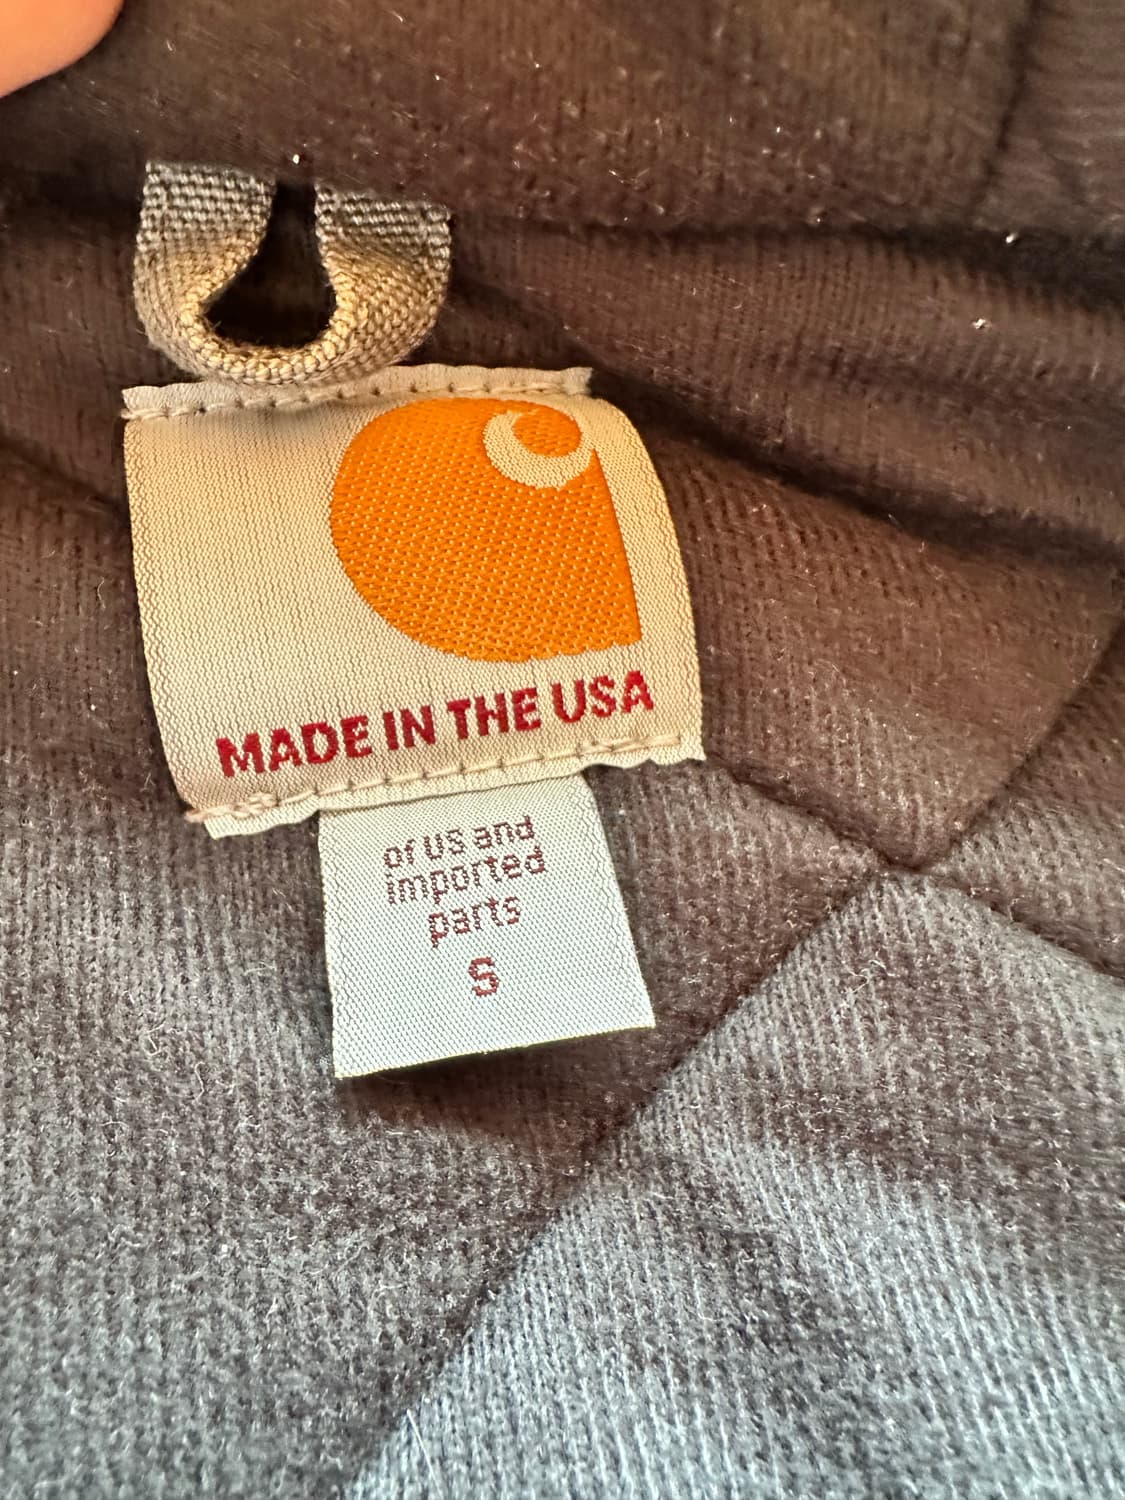 MADE IN THE USA
of US and
imported
parts
S